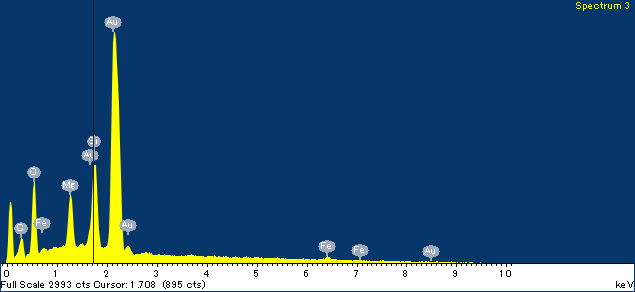 Spectrum 3
Au
Si
Au
O
Mg
O
Fe
Au
Fe
Fe
Au
0 1 2 3 4 5 6 7 8 9 10
Full Scale 2993 cts Cursor: 1.708 (895 cts) keV